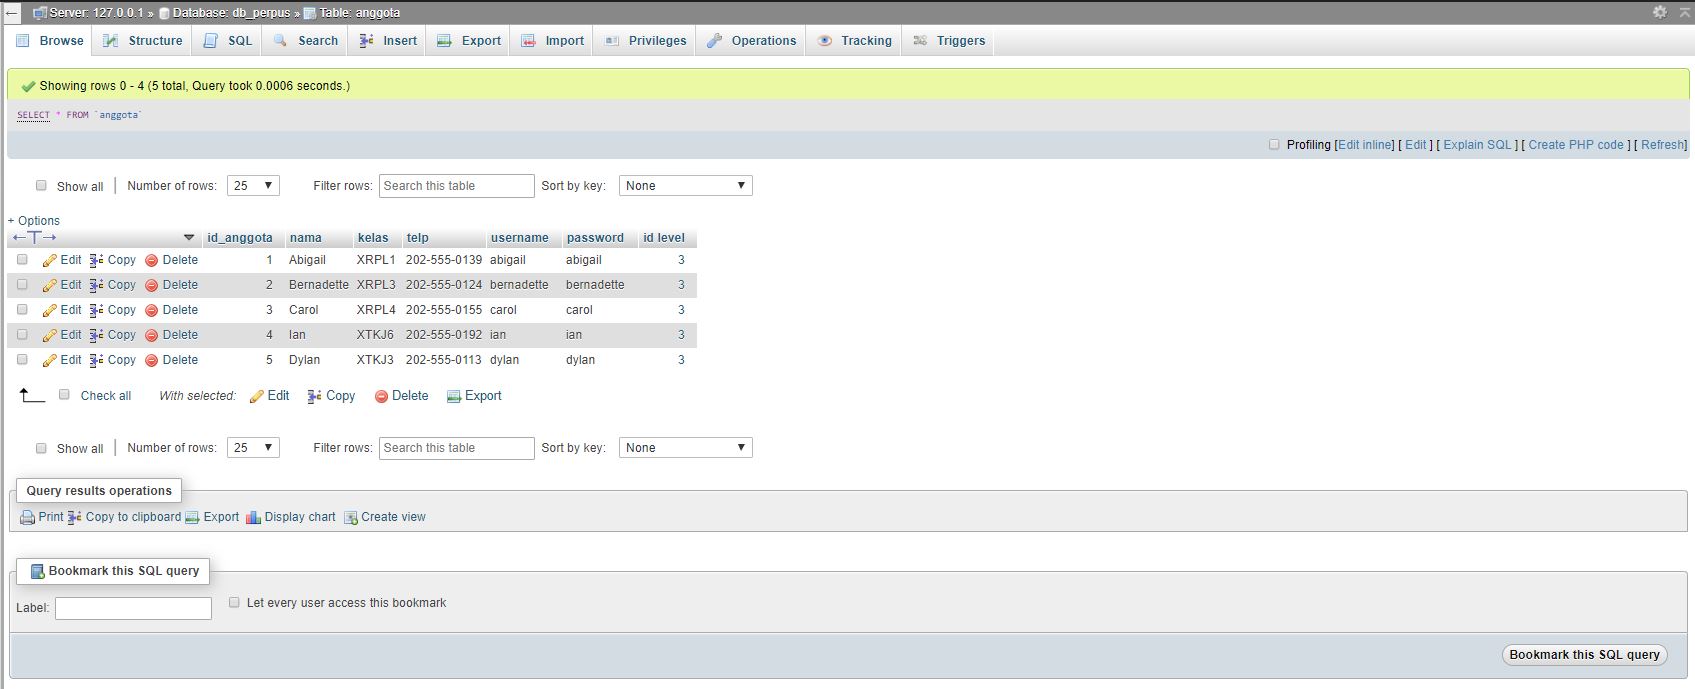 Server: 127.0.0.1 » Database: db_perpus » Table: anggota
Browse Structure SQL Search Insert Export Import Privileges Operations Tracking Triggers
Showing rows 0 - 4 (5 total, Query took 0.0006 seconds.)
SELECT * FROM `anggota`
Profiling [Edit inline] [ Edit ] [ Explain SQL ] [ Create PHP code ] [ Refresh]
Show all | Number of rows: 25 Filter rows: Search this table Sort by key: None
+ Options
←T→ id_anggota nama kelas telp username password id level
Edit Copy Delete 1 Abigail XRPL1 202-555-0139 abigail abigail 3
Edit Copy Delete 2 Bernadette XRPL3 202-555-0124 bernadette bernadette 3
Edit Copy Delete 3 Carol XRPL4 202-555-0155 carol carol 3
Edit Copy Delete 4 Ian XTKJ6 202-555-0192 ian ian 3
Edit Copy Delete 5 Dylan XTKJ3 202-555-0113 dylan dylan 3
Check all With selected: Edit Copy Delete Export
Show all | Number of rows: 25 Filter rows: Search this table Sort by key: None
Query results operations
Print Copy to clipboard Export Display chart Create view
Bookmark this SQL query
Label: Let every user access this bookmark
Bookmark this SQL query